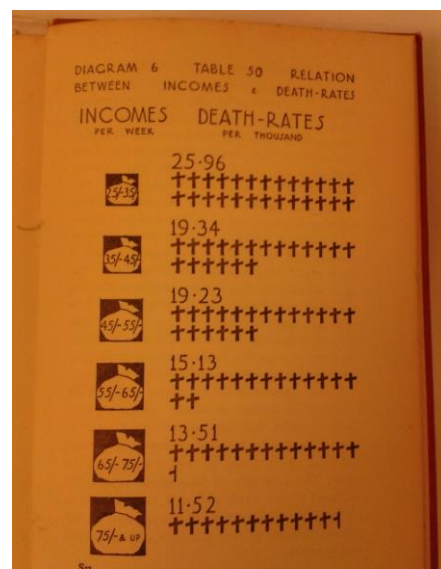 DIAGRAM 6 TABLE 50 RELATION
BETWEEN INCOMES & DEATH-RATES
INCOMES DEATH-RATES
PER WEEK PER THOUSAND
25·96
25/-35/-
19·34
35/-45/-
19·23
45/-55/-
15·13
55/-65/-
13·51
65/-75/-
11·52
75/-& UP